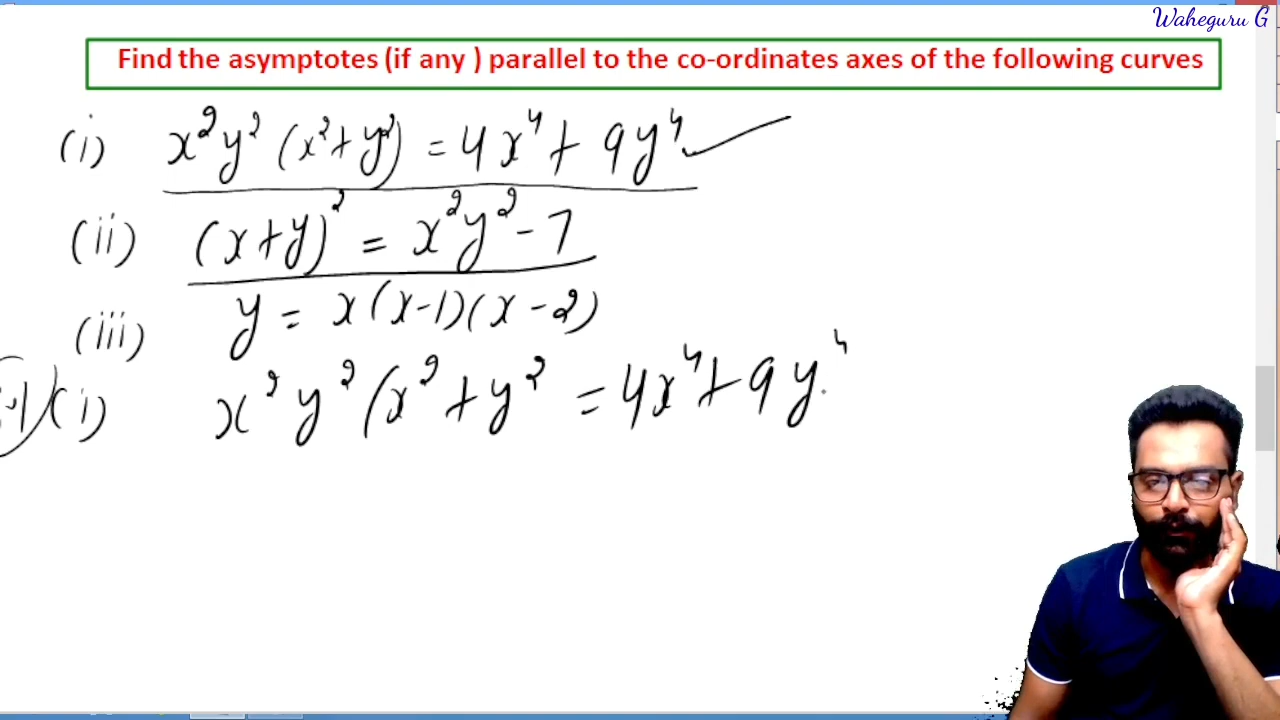 Waheguru G
Find the asymptotes (if any ) parallel to the co-ordinates axes of the following curves
(i) x²y² (x²+y²) = 4x⁴ + 9y⁴
(ii) (x+y)² = x²y² - 7
(iii) y = x(x-1)(x-2)
(i) x²y² (x²+y² = 4x⁴ + 9y⁴